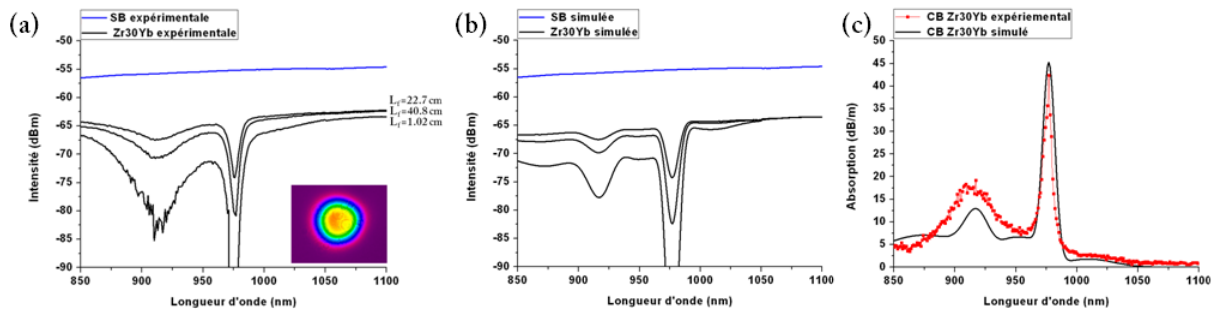 (a)
SB expérimentale
Zr30Yb expérimentale
-50
-55
-60
-65
-70
-75
-80
-85
-90
Intensité (dBm)
Lf=22.7 cm
Lf=40.8 cm
Lf=1.02 cm
850
900
950
1000
1050
1100
Longueur d'onde (nm)
(b)
SB simulée
Zr30Yb simulée
-50
-55
-60
-65
-70
-75
-80
-85
-90
Intensité (dBm)
850
900
950
1000
1050
1100
Longueur d'onde (nm)
(c)
CB Zr30Yb expériemental
CB Zr30Yb simulé
50
45
40
35
30
25
20
15
10
5
0
Absorption (dB/m)
850
900
950
1000
1050
1100
Longueur d'onde (nm)